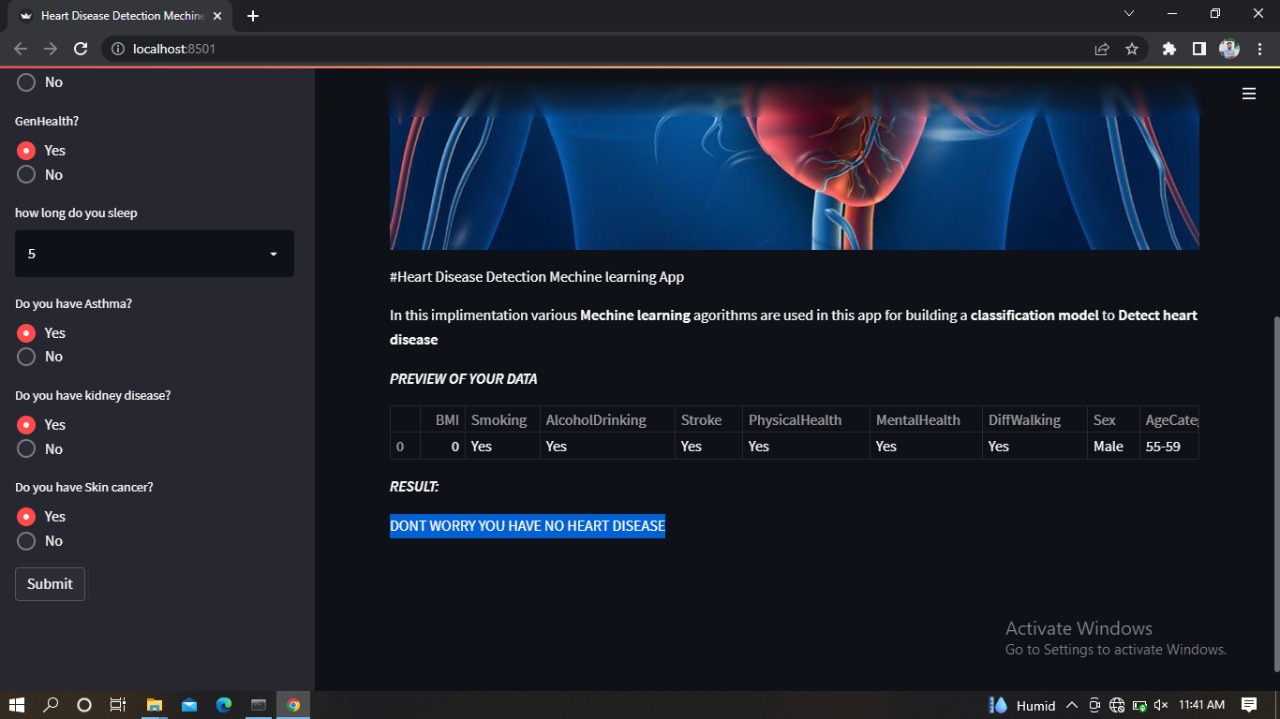 Heart Disease Detection Mechine
localhost:8501
No
GenHealth?
Yes
No
how long do you sleep
5
Do you have Asthma?
Yes
No
Do you have kidney disease?
Yes
No
Do you have Skin cancer?
Yes
No
Submit
#Heart Disease Detection Mechine learning App
In this implimentation various Mechine learning agorithms are used in this app for building a classification model to Detect heart
disease
PREVIEW OF YOUR DATA
BMI Smoking AlcoholDrinking Stroke PhysicalHealth MentalHealth DiffWalking Sex AgeCate
0 0 Yes Yes Yes Yes Yes Yes Male 55-59
RESULT:
DONT WORRY YOU HAVE NO HEART DISEASE
Activate Windows
Go to Settings to activate Windows.
Humid 11:41 AM